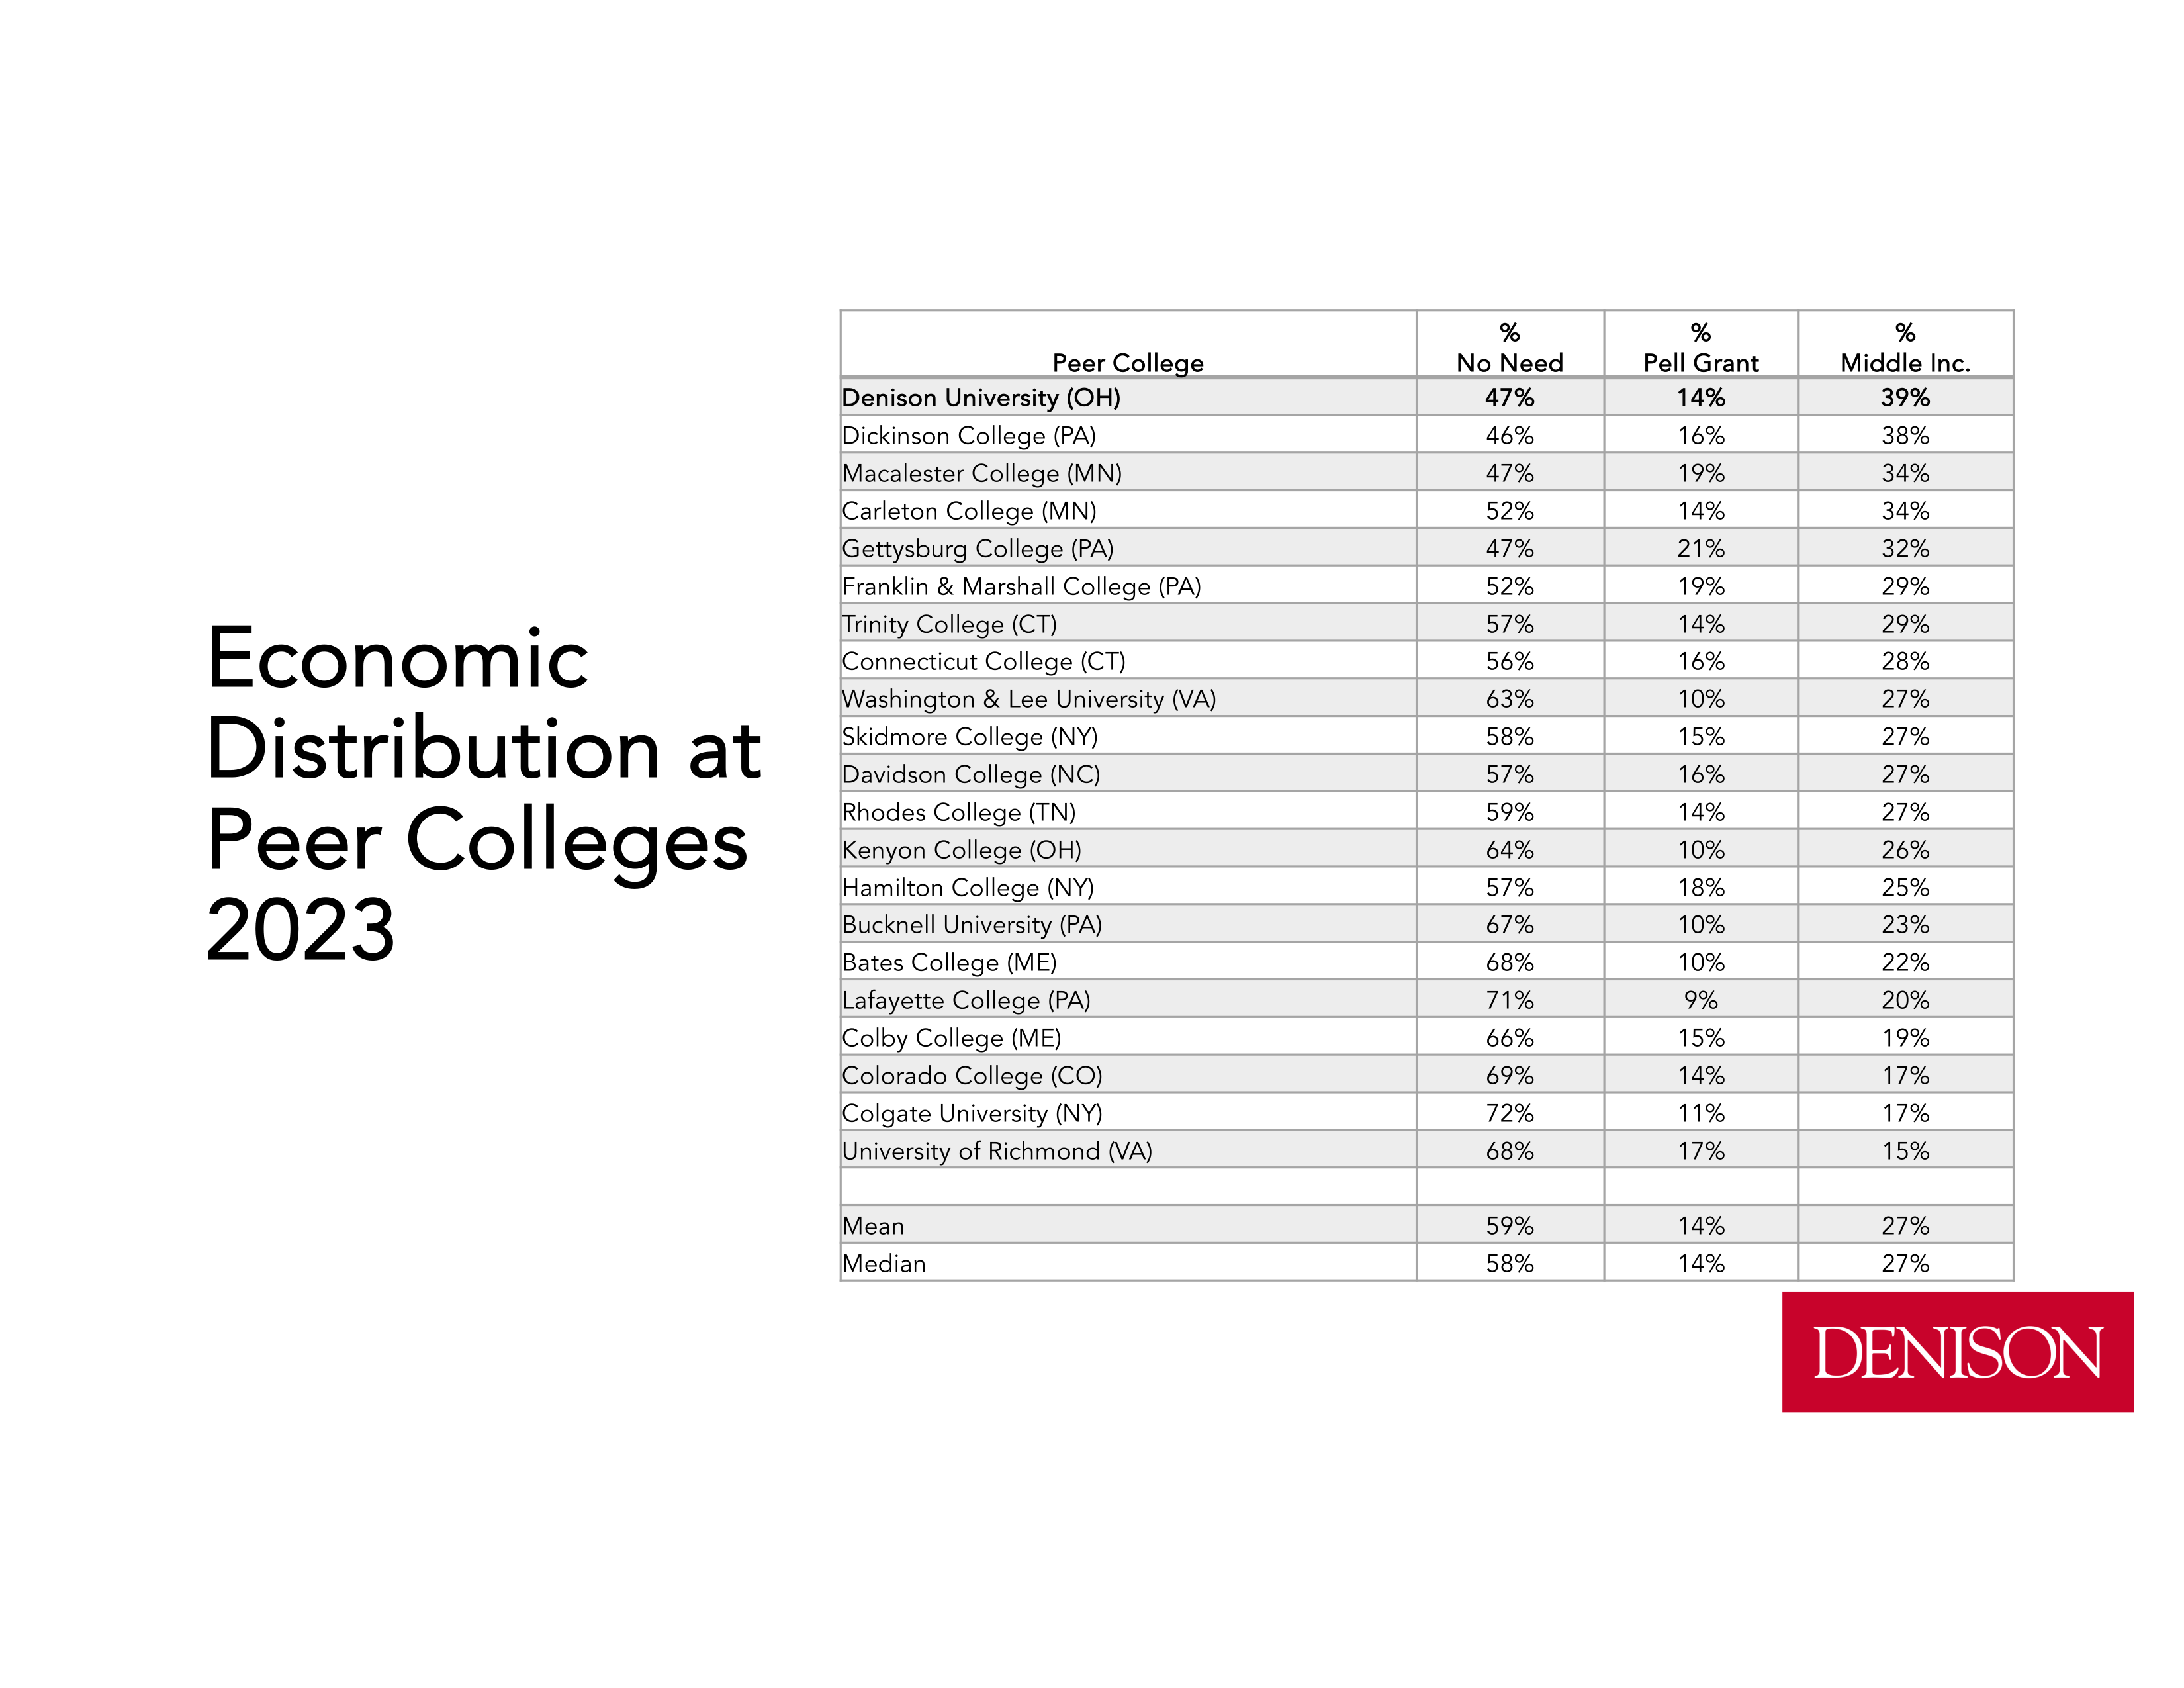 Economic
Distribution at
Peer Colleges
2023
% % %
Peer College No Need Pell Grant Middle Inc.
Denison University (OH) 47% 14% 39%
Dickinson College (PA) 46% 16% 38%
Macalester College (MN) 47% 19% 34%
Carleton College (MN) 52% 14% 34%
Gettysburg College (PA) 47% 21% 32%
Franklin & Marshall College (PA) 52% 19% 29%
Trinity College (CT) 57% 14% 29%
Connecticut College (CT) 56% 16% 28%
Washington & Lee University (VA) 63% 10% 27%
Skidmore College (NY) 58% 15% 27%
Davidson College (NC) 57% 16% 27%
Rhodes College (TN) 59% 14% 27%
Kenyon College (OH) 64% 10% 26%
Hamilton College (NY) 57% 18% 25%
Bucknell University (PA) 67% 10% 23%
Bates College (ME) 68% 10% 22%
Lafayette College (PA) 71% 9% 20%
Colby College (ME) 66% 15% 19%
Colorado College (CO) 69% 14% 17%
Colgate University (NY) 72% 11% 17%
University of Richmond (VA) 68% 17% 15%
Mean 59% 14% 27%
Median 58% 14% 27%
DENISON